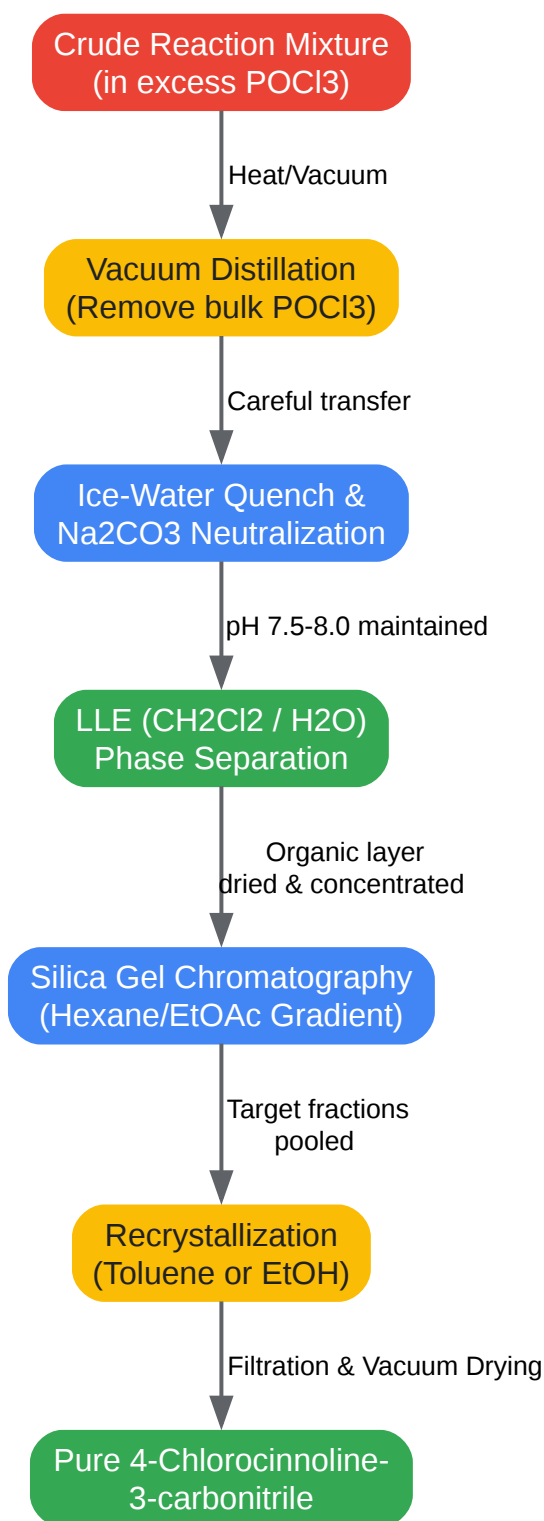 Crude Reaction Mixture
(in excess POCl3)
Heat/Vacuum
Vacuum Distillation
(Remove bulk POCl3)
Careful transfer
Ice-Water Quench &
Na2CO3 Neutralization
pH 7.5-8.0 maintained
LLE (CH2Cl2 / H2O)
Phase Separation
Organic layer
dried & concentrated
Silica Gel Chromatography
(Hexane/EtOAc Gradient)
Target fractions
pooled
Recrystallization
(Toluene or EtOH)
Filtration & Vacuum Drying
Pure 4-Chlorocinnoline-
3-carbonitrile